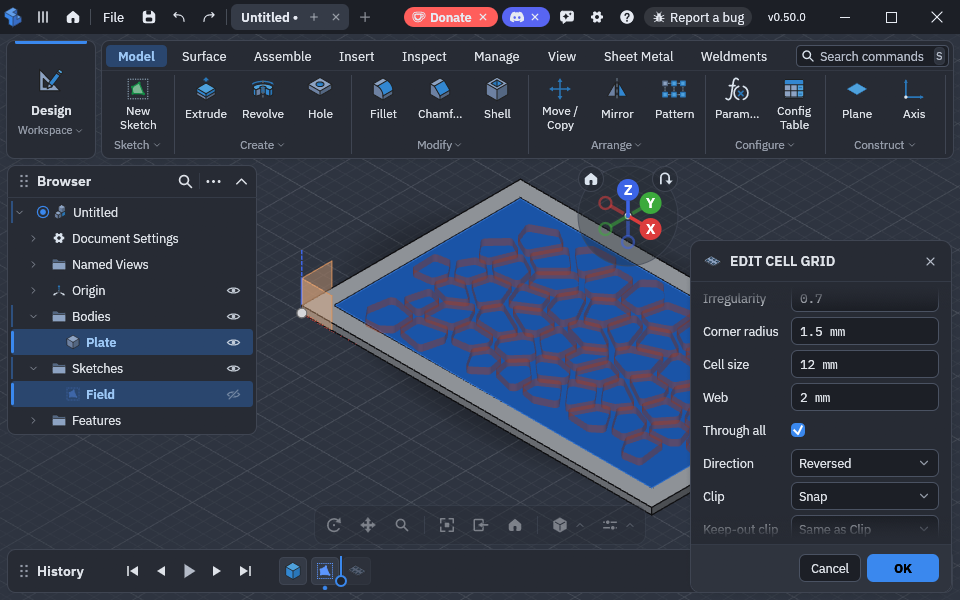 File
Untitled •
Donate
Report a bug
v0.50.0
Design
Workspace
Model
Surface
Assemble
Insert
Inspect
Manage
View
Sheet Metal
Weldments
Search commands
S
New Sketch
Extrude
Revolve
Hole
Fillet
Chamf...
Shell
Move / Copy
Mirror
Pattern
Param...
Config Table
Plane
Axis
Sketch
Create
Modify
Arrange
Configure
Construct
Browser
Untitled
Document Settings
Named Views
Origin
Bodies
Plate
Sketches
Field
Features
Z
Y
X
EDIT CELL GRID
Irregularity 0.7
Corner radius 1.5 mm
Cell size 12 mm
Web 2 mm
Through all
Direction Reversed
Clip Snap
Keep-out clip Same as Clip
Cancel
OK
History